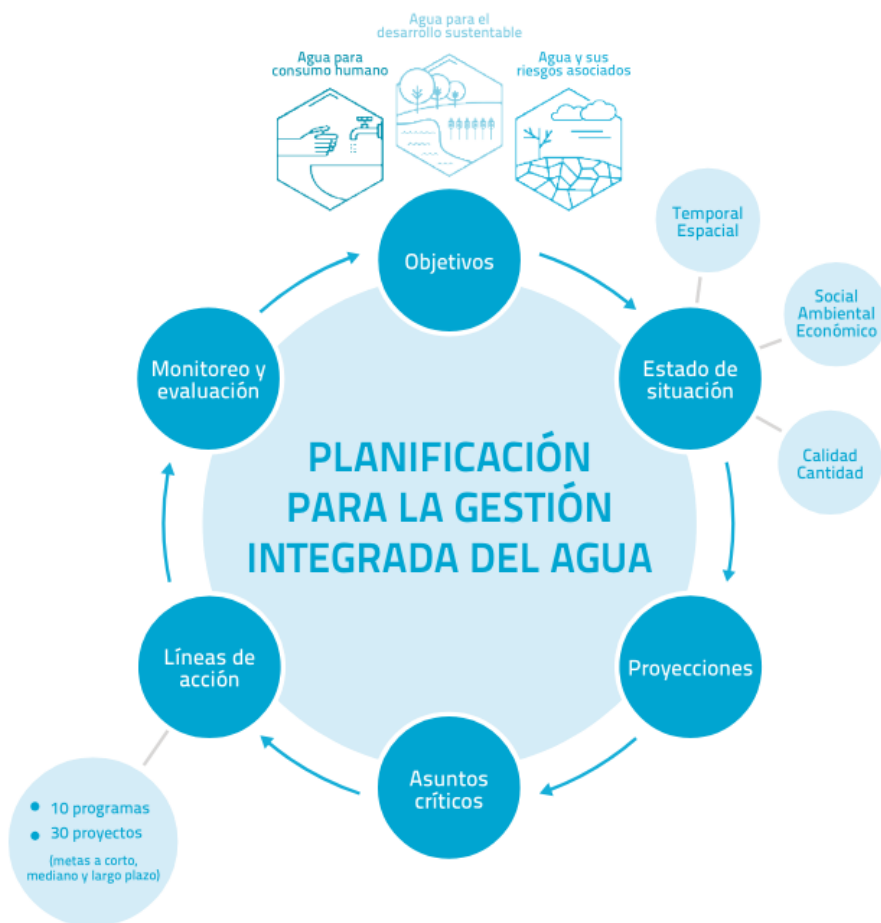 Agua para el
desarrollo sustentable
Agua para
consumo humano
Agua y sus
riesgos asociados
Objetivos
Temporal
Espacial
Social
Ambiental
Económico
Estado de
situación
Calidad
Cantidad
Monitoreo y
evaluación
PLANIFICACIÓN
PARA LA GESTIÓN
INTEGRADA DEL AGUA
Proyecciones
Asuntos
críticos
Líneas de
acción
10 programas
30 proyectos
(metas a corto,
mediano y largo plazo)